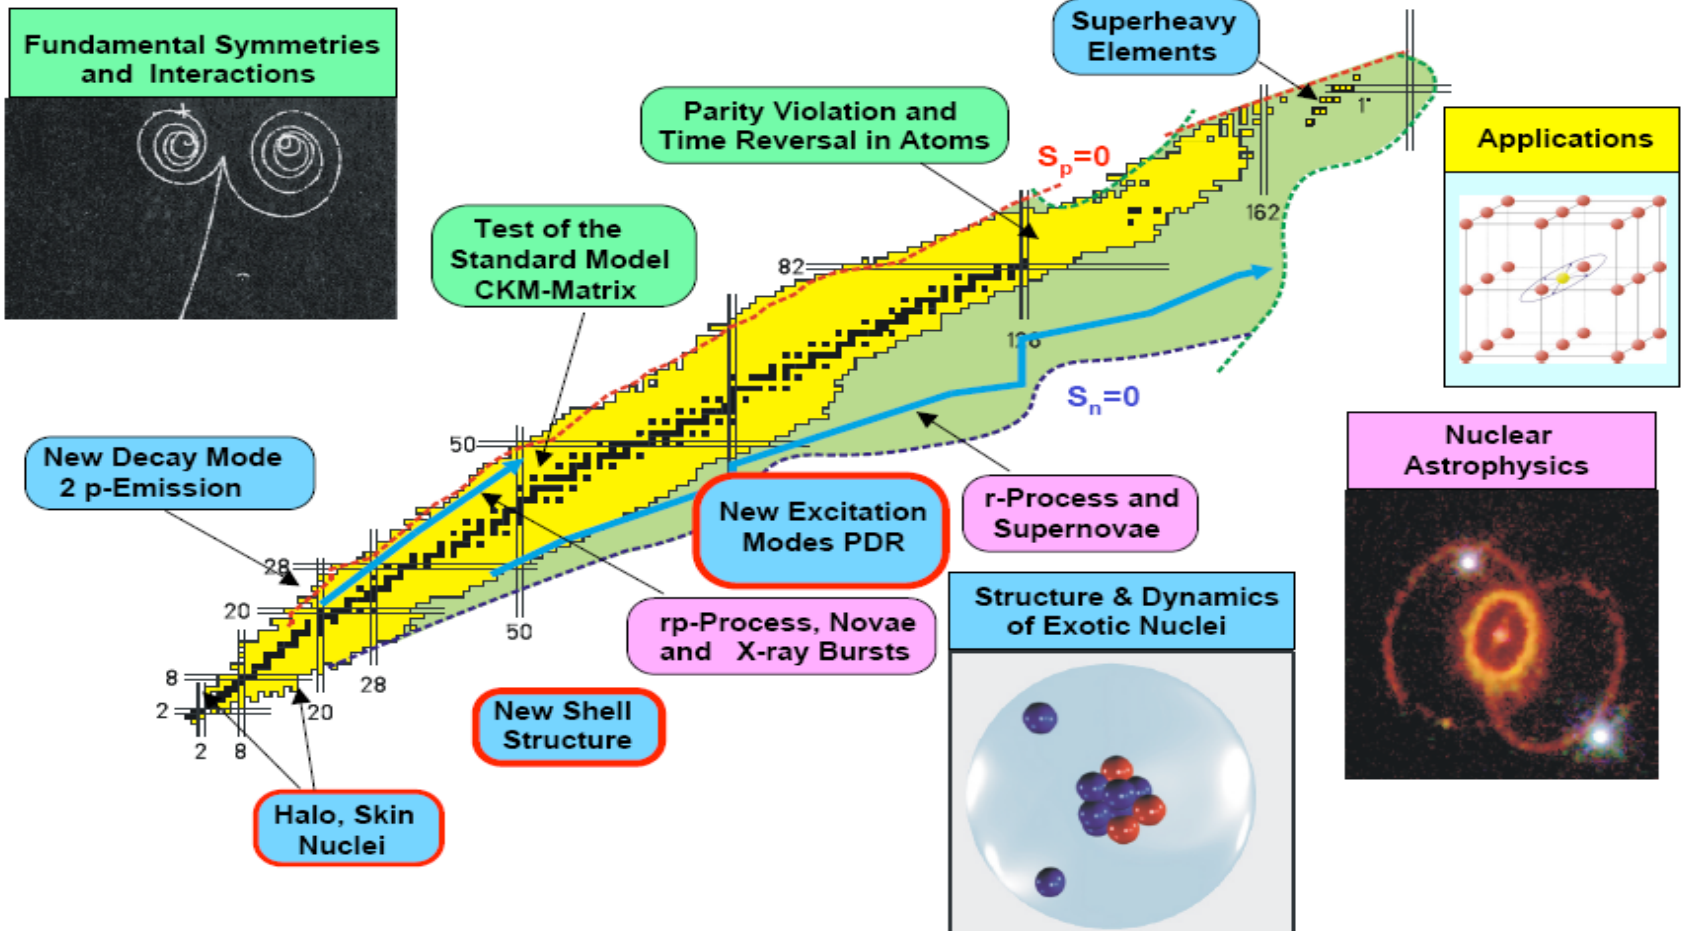 Fundamental Symmetries
and Interactions
Superheavy
Elements
Parity Violation and
Time Reversal in Atoms
S_p=0
Applications
Test of the
Standard Model
CKM-Matrix
162
82
126
S_n=0
New Decay Mode
2 p-Emission
50
Nuclear
Astrophysics
New Excitation
Modes PDR
r-Process and
Supernovae
28
20
50
rp-Process, Novae
and X-ray Bursts
Structure & Dynamics
of Exotic Nuclei
8
28
2
20
2
8
New Shell
Structure
Halo, Skin
Nuclei